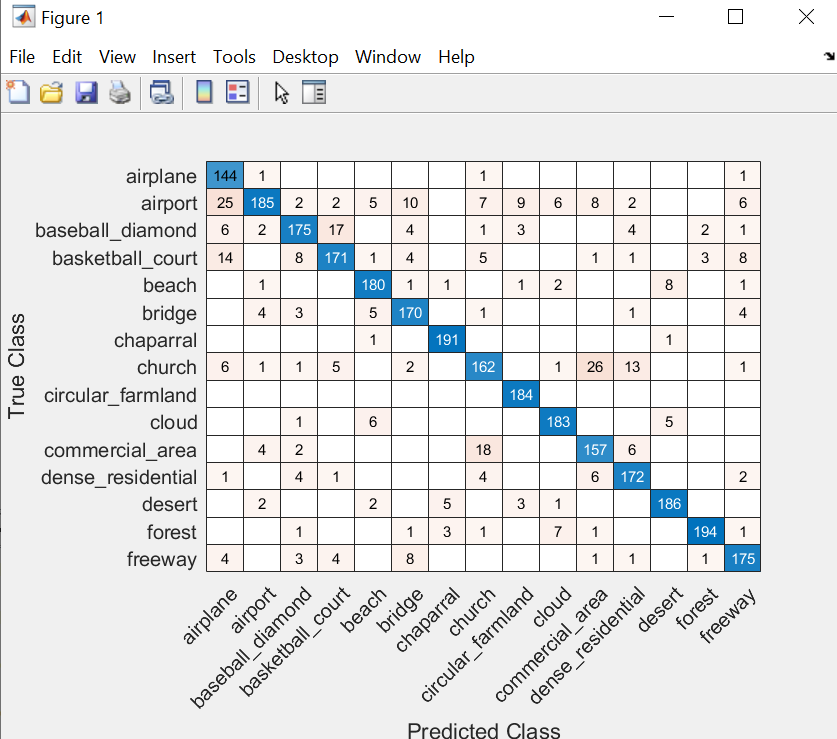 Figure 1
File Edit View Insert Tools Desktop Window Help
airplane 144 1 1 1
airport 25 185 2 2 5 10 7 9 6 8 2 6
baseball_diamond 6 2 175 17 4 1 3 4 2 1
basketball_court 14 8 171 1 4 5 1 1 3 8
beach 1 180 1 1 1 2 8 1
bridge 4 3 5 170 1 1 4
chaparral 1 191 1
church 6 1 1 5 2 162 1 26 13 1
circular_farmland 184
cloud 1 6 183 5
commercial_area 4 2 18 157 6
dense_residential 1 4 1 4 6 172 2
desert 2 2 5 3 1 186
forest 1 1 3 1 7 1 194 1
freeway 4 3 4 8 1 1 1 175
True Class
airplane
airport
baseball_diamond
basketball_court
beach
bridge
chaparral
church
circular_farmland
cloud
commercial_area
dense_residential
desert
forest
freeway
Predicted Class